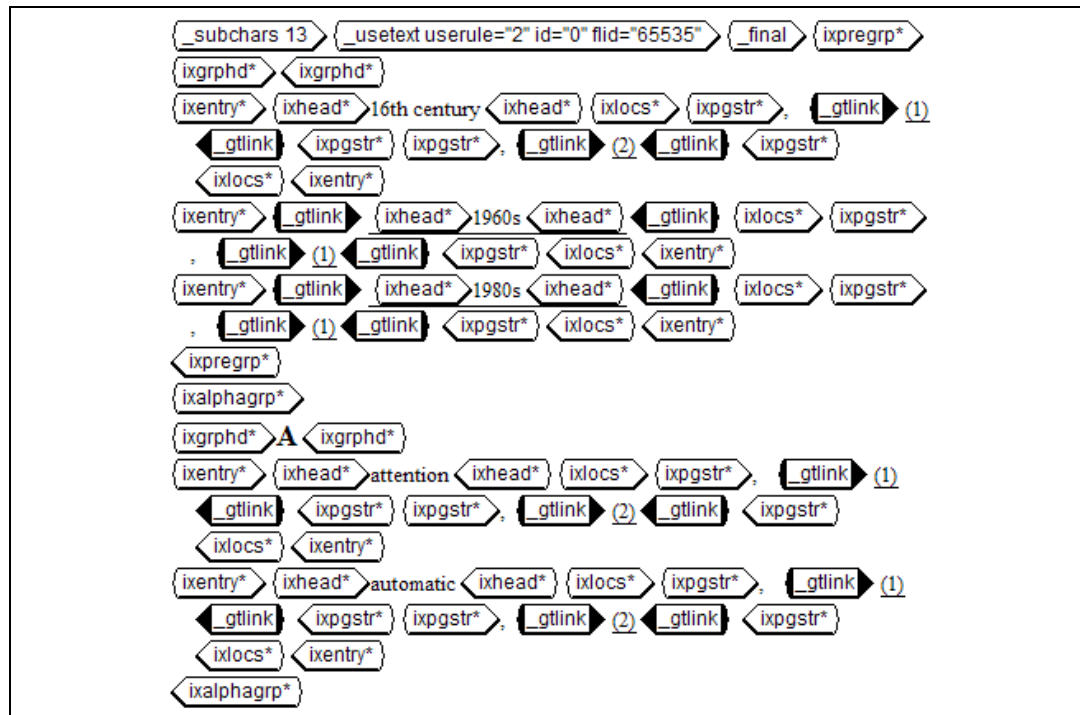 _subchars 13 _usetext userule="2" id="0" flid="65535" _final ixpregrp*
ixgrphd* ixgrphd*
ixentry* ixhead* 16th century ixhead* ixlocs* ixpgstr* , _gtlink (1)
_gtlink ixpgstr* ixpgstr* , _gtlink (2) _gtlink ixpgstr*
ixlocs* ixentry*
ixentry* _gtlink ixhead* 1960s ixhead* _gtlink ixlocs* ixpgstr*
, _gtlink (1) _gtlink ixpgstr* ixlocs* ixentry*
ixentry* _gtlink ixhead* 1980s ixhead* _gtlink ixlocs* ixpgstr*
, _gtlink (1) _gtlink ixpgstr* ixlocs* ixentry*
ixpregrp*
ixalphagrp*
ixgrphd* A ixgrphd*
ixentry* ixhead* attention ixhead* ixlocs* ixpgstr* , _gtlink (1)
_gtlink ixpgstr* ixpgstr* , _gtlink (2) _gtlink ixpgstr*
ixlocs* ixentry*
ixentry* ixhead* automatic ixhead* ixlocs* ixpgstr* , _gtlink (1)
_gtlink ixpgstr* ixpgstr* , _gtlink (2) _gtlink ixpgstr*
ixlocs* ixentry*
ixalphagrp*